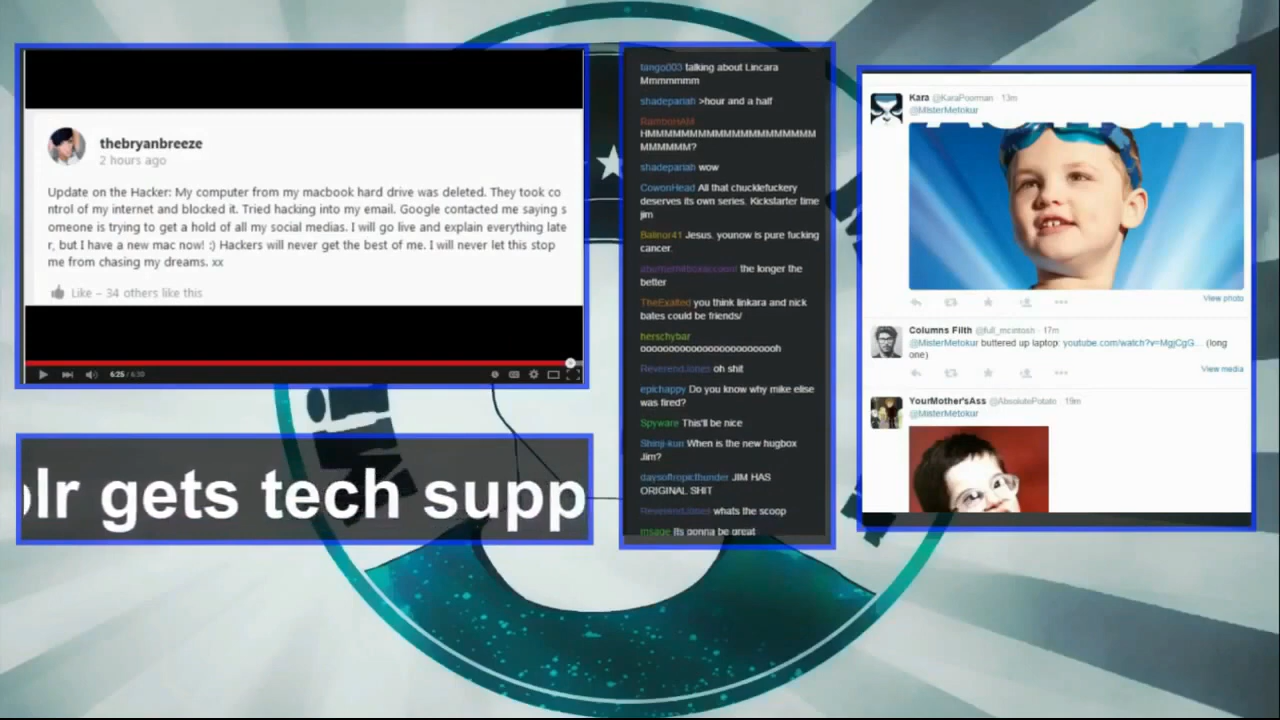 thebryanbreeze
2 hours ago
Update on the Hacker: My computer from my macbook hard drive was deleted. They took co
ntrol of my internet and blocked it. Tried hacking into my email. Google contacted me saying s
omeone is trying to get a hold of all my social medias. I will go live and explain everything late
r, but I have a new mac now! :) Hackers will never get the best of me. I will never let this stop
me from chasing my dreams. xx
Like – 34 others like this
6:25 / 6:30
lr gets tech supp
tango003 talking about Lincara
Mmmmmmm
shadepariah >hour and a half
RamboHAM
HMMMMMMMMMMMMMMMMMMMM
MMMMMM?
shadepariah wow
CowonHead All that chucklefuckery
deserves its own series. Kickstarter time
jim
Balinor41 Jesus. younow is pure fucking
cancer.
the longer the
better
TheExalted you think linkara and nick
bates could be friends/
herschybar
ooooooooooooooooooooooooh
ReverendJones oh shit
epichappy Do you know why mike elise
was fired?
Spyware This'll be nice
Shinji-kun When is the new hugbox
Jim?
daysoftropicthunder JIM HAS
ORIGINAL SHIT
ReverendJones whats the scoop
msage Its gonna be great
Kara @KaraPoorman · 13m
@MisterMetokur
View photo
Columns Filth @full_mcintosh · 17m
@MisterMetokur buttered up laptop: youtube.com/watch?v=MgjCgG... (long
one)
View media
YourMother'sAss @AbsolutePotato · 19m
@MisterMetokur